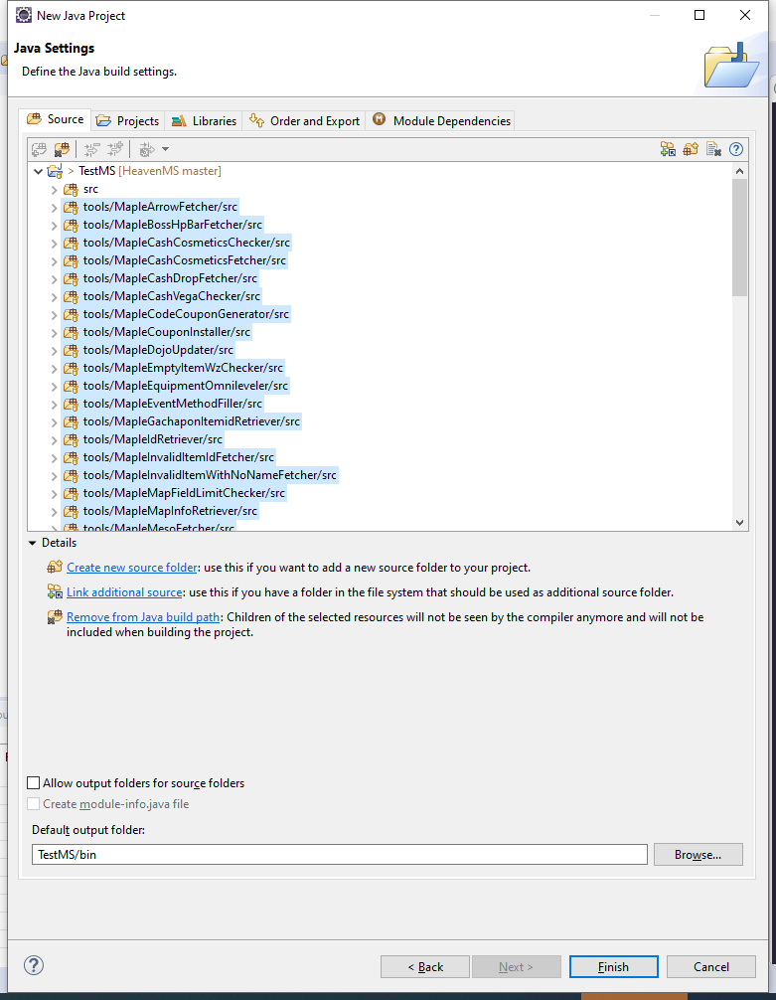 New Java Project
Java Settings
Define the Java build settings.
Source Projects Libraries Order and Export Module Dependencies
> TestMS [HeavenMS master]
src
tools/MapleArrowFetcher/src
tools/MapleBossHpBarFetcher/src
tools/MapleCashCosmeticsChecker/src
tools/MapleCashCosmeticsFetcher/src
tools/MapleCashDropFetcher/src
tools/MapleCashVegaChecker/src
tools/MapleCodeCouponGenerator/src
tools/MapleCouponInstaller/src
tools/MapleDojoUpdater/src
tools/MapleEmptyItemWzChecker/src
tools/MapleEquipmentOmnileveler/src
tools/MapleEventMethodFiller/src
tools/MapleGachaponItemidRetriever/src
tools/MapleIdRetriever/src
tools/MapleInvalidItemIdFetcher/src
tools/MapleInvalidItemWithNoNameFetcher/src
tools/MapleMapFieldLimitChecker/src
tools/MapleMapInfoRetriever/src
tools/MapleMesoFetcher/src
Details
Create new source folder: use this if you want to add a new source folder to your project.
Link additional source: use this if you have a folder in the file system that should be used as additional source folder.
Remove from Java build path: Children of the selected resources will not be seen by the compiler anymore and will not be
included when building the project.
Allow output folders for source folders
Create module-info.java file
Default output folder:
TestMS/bin
Browse...
< Back
Next >
Finish
Cancel